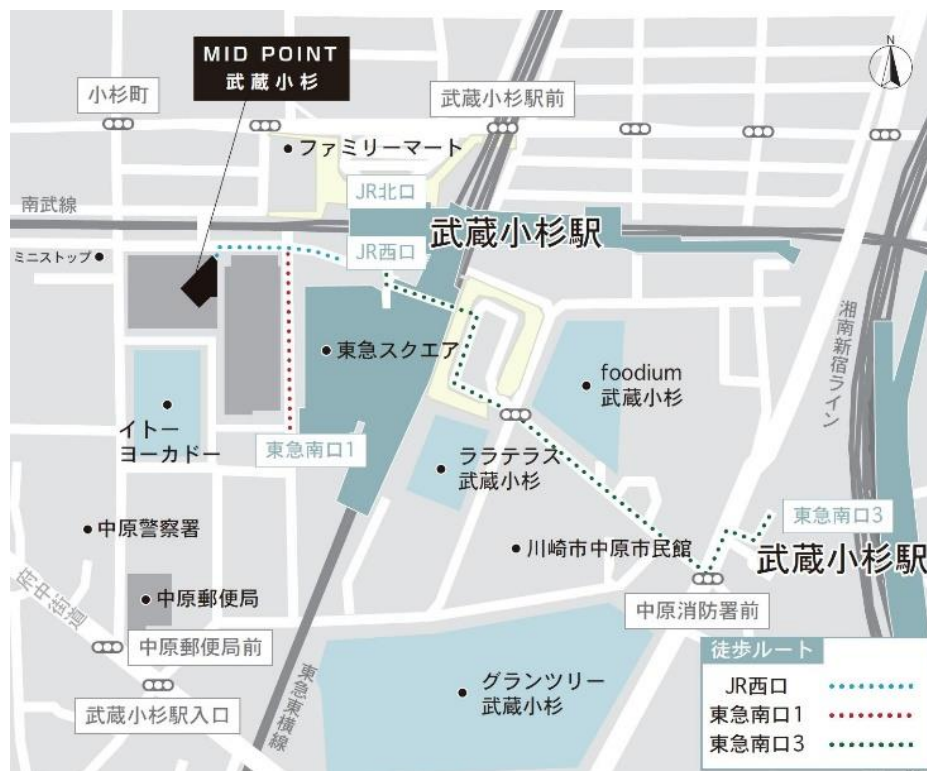 MID POINT
武蔵小杉
N
小杉町
武蔵小杉駅前
ファミリーマート
JR北口
南武線
武蔵小杉駅
JR西口
ミニストップ
湘南新宿ライン
東急スクエア
foodium
武蔵小杉
イトー
ヨーカドー
東急南口1
ララテラス
武蔵小杉
中原警察署
東急南口3
川崎市中原市民館
武蔵小杉駅
府中街道
中原郵便局
中原消防署前
中原郵便局前
徒歩ルート
JR西口
東急南口1
東急南口3
武蔵小杉駅入口
東急東横線
グランツリー
武蔵小杉